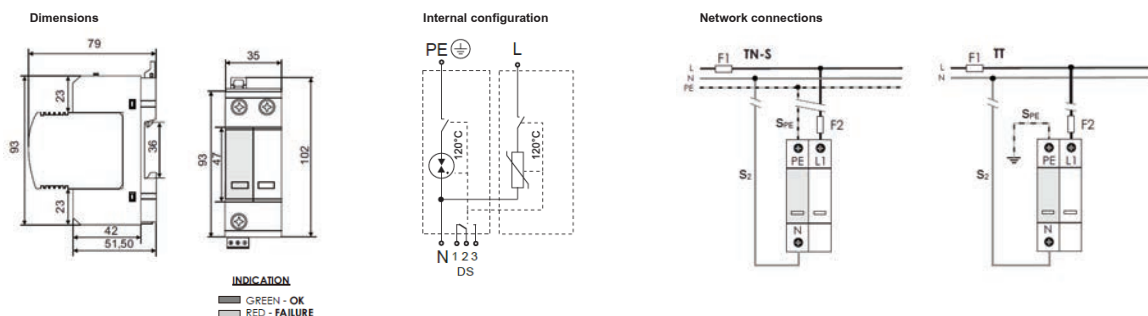 Dimensions
79
23
93
36
23
42
51,50
35
93
47
102
INDICATION
GREEN - OK
RED - FAILURE
Internal configuration
PE L
120°C
120°C
N 1 2 3
DS
Network connections
TN-S
F1
L
N
PE
SPE
F2
PE L1
S2
N
TT
F1
L
N
SPE
F2
PE L1
S2
N